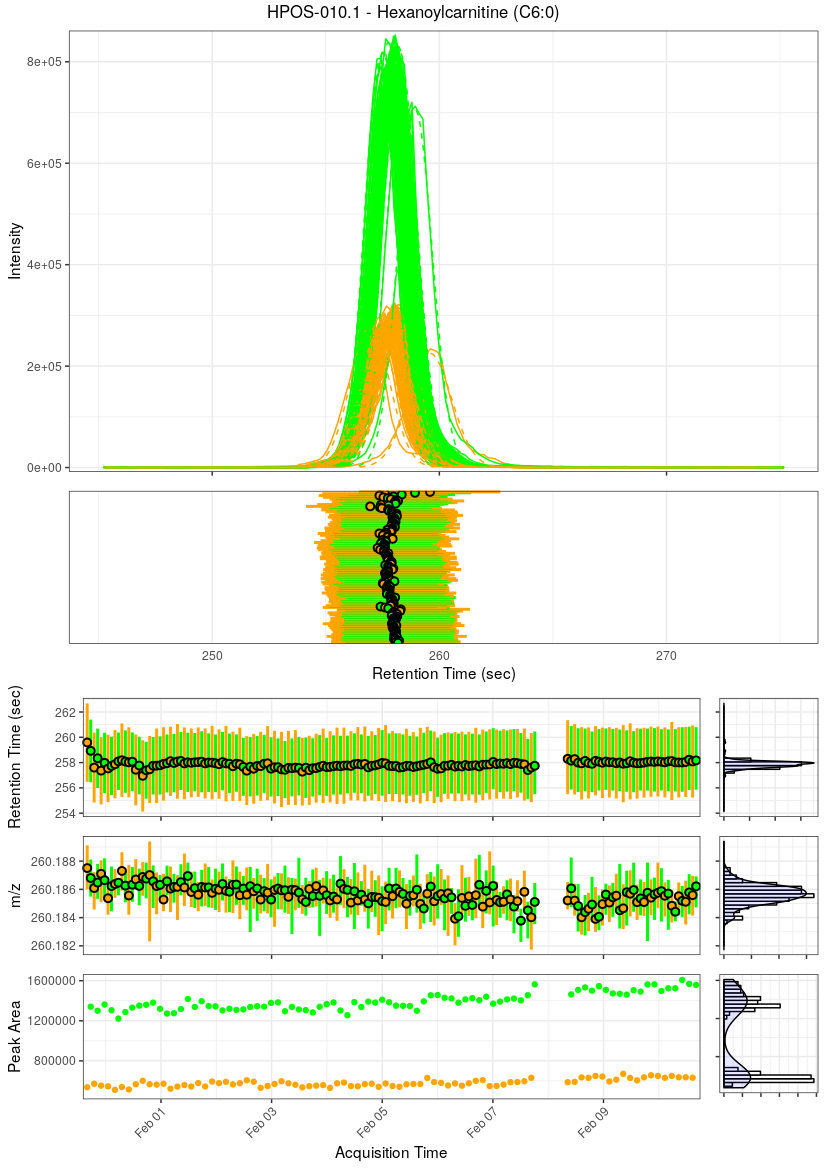 HPOS-010.1 - Hexanoylcarnitine (C6:0)
8e+05
6e+05
4e+05
2e+05
0e+00
Intensity
250
260
270
Retention Time (sec)
262
260
258
256
254
Retention Time (sec)
260.188
260.186
260.184
260.182
m/z
1600000
1200000
800000
Peak Area
Feb 01
Feb 03
Feb 05
Feb 07
Feb 09
Acquisition Time